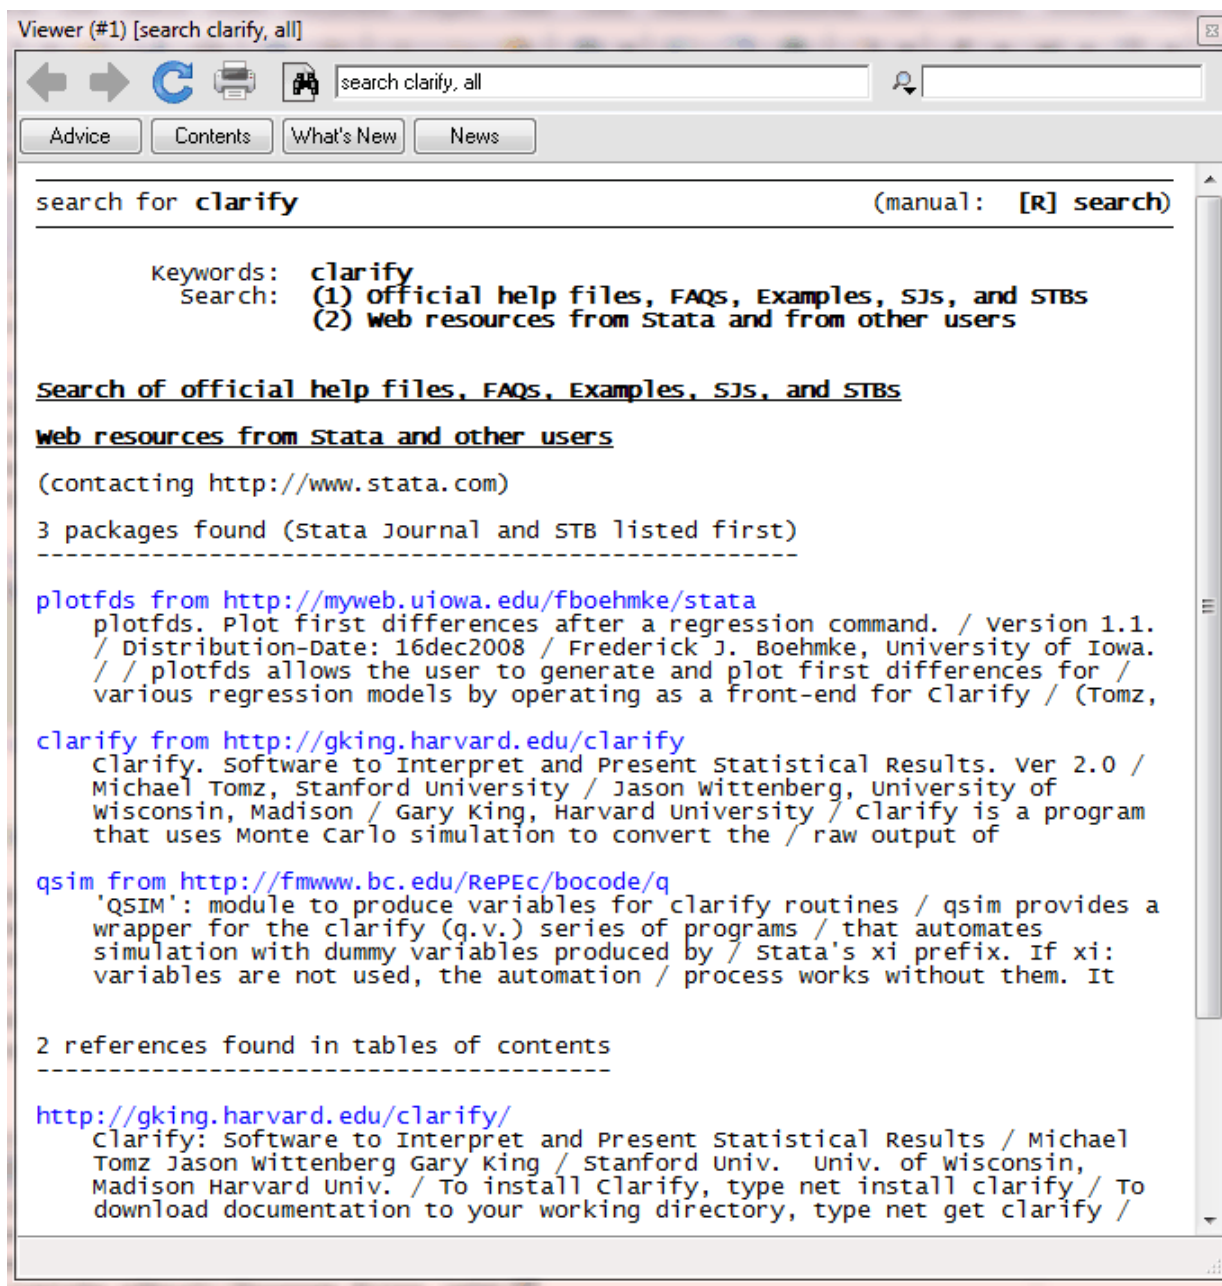 Viewer (#1) [search clarify, all]
search clarify, all
Advice Contents What's New News
search for clarify (manual: [R] search)
Keywords: clarify
Search: (1) Official help files, FAQs, Examples, SJs, and STBs
(2) Web resources from Stata and from other users
Search of official help files, FAQs, Examples, SJs, and STBs
Web resources from Stata and other users
(contacting http://www.stata.com)
3 packages found (Stata Journal and STB listed first)
-----------------------------------------------------
plotfds from http://myweb.uiowa.edu/fboehmke/stata
plotfds. Plot first differences after a regression command. / Version 1.1.
/ Distribution-Date: 16dec2008 / Frederick J. Boehmke, University of Iowa.
/ / plotfds allows the user to generate and plot first differences for /
various regression models by operating as a front-end for Clarify / (Tomz,
clarify from http://gking.harvard.edu/clarify
Clarify. Software to Interpret and Present Statistical Results. Ver 2.0 /
Michael Tomz, Stanford University / Jason Wittenberg, University of
Wisconsin, Madison / Gary King, Harvard University / Clarify is a program
that uses Monte Carlo simulation to convert the / raw output of
qsim from http://fmwww.bc.edu/RePEc/bocode/q
'QSIM': module to produce variables for clarify routines / qsim provides a
wrapper for the clarify (q.v.) series of programs / that automates
simulation with dummy variables produced by / Stata's xi prefix. If xi:
variables are not used, the automation / process works without them. It
2 references found in tables of contents
----------------------------------------
http://gking.harvard.edu/clarify/
Clarify: Software to Interpret and Present Statistical Results / Michael
Tomz Jason Wittenberg Gary King / Stanford Univ.  Univ. of Wisconsin,
Madison Harvard Univ. / To install Clarify, type net install clarify / To
download documentation to your working directory, type net get clarify /